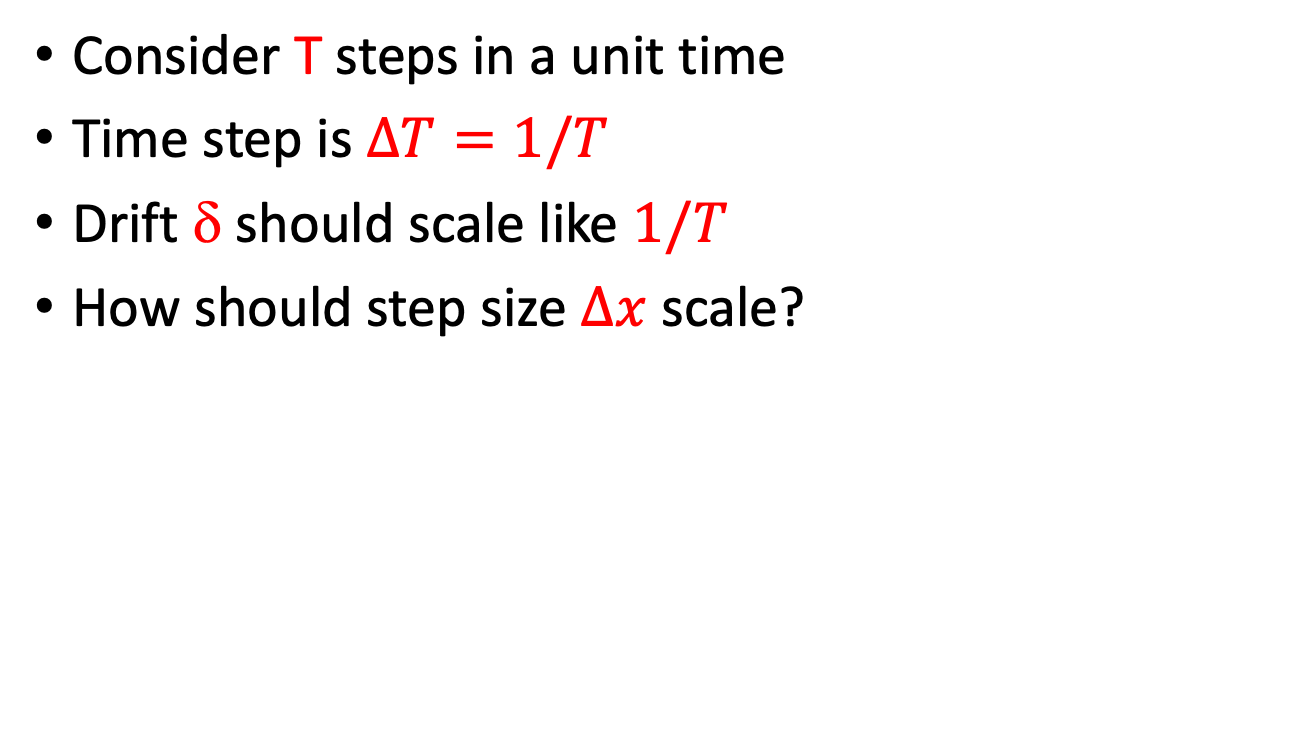 • Consider T steps in a unit time
• Time step is Δ𝑇 = 1/𝑇
• Drift δ should scale like 1/𝑇
• How should step size Δ𝑥 scale?